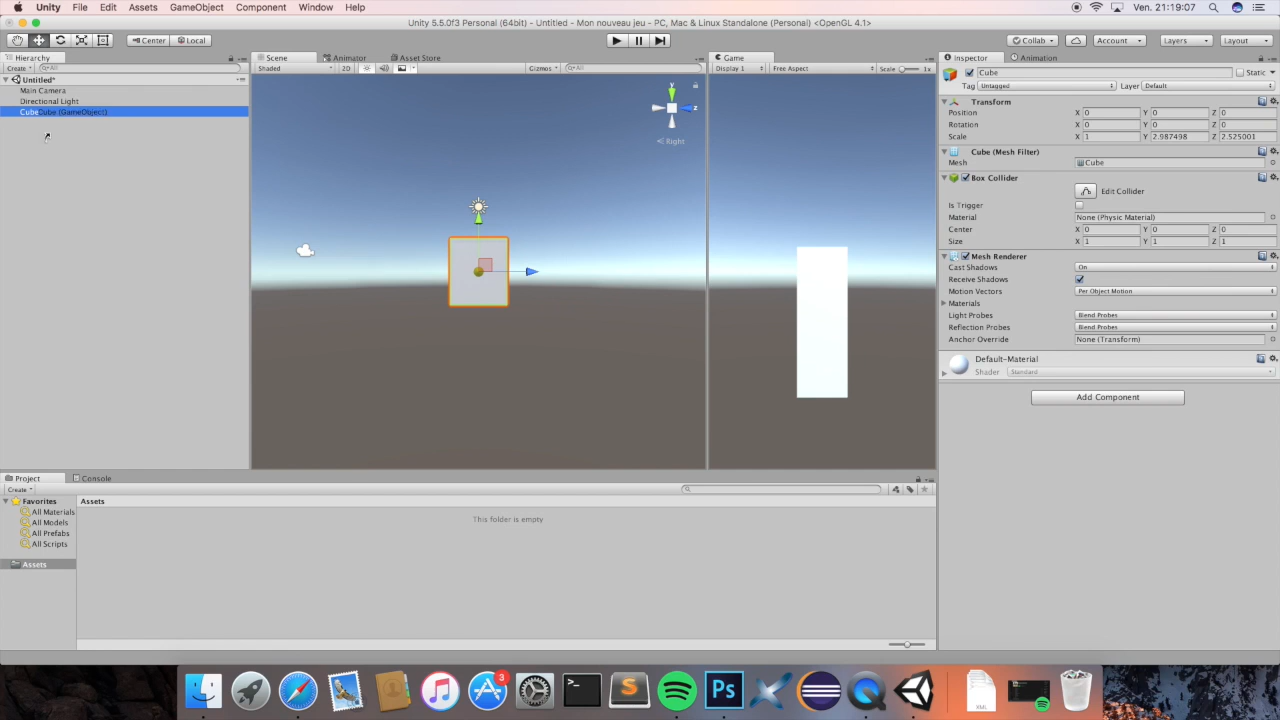 Unity File Edit Assets GameObject Component Window Help Ven. 21:19:07
Unity 5.5.0f3 Personal (64bit) - Untitled - Mon nouveau jeu - PC, Mac & Linux Standalone (Personal) <OpenGL 4.1>
Center Local Collab Account Layers Layout
Hierarchy
Create All
Untitled*
Main Camera
Directional Light
CubeCube (GameObject)
Scene Animator Asset Store
Shaded 2D Gizmos All
y
z
Right
Game
Display 1 Free Aspect Scale 1x
Inspector Animation
Cube Static
Tag Untagged Layer Default
Transform
Position X 0 Y 0 Z 0
Rotation X 0 Y 0 Z 0
Scale X 1 Y 2.987498 Z 2.525001
Cube (Mesh Filter)
Mesh Cube
Box Collider
Edit Collider
Is Trigger
Material None (Physic Material)
Center X 0 Y 0 Z 0
Size X 1 Y 1 Z 1
Mesh Renderer
Cast Shadows On
Receive Shadows
Motion Vectors Per Object Motion
Materials
Light Probes Blend Probes
Reflection Probes Blend Probes
Anchor Override None (Transform)
Default-Material
Shader Standard
Add Component
Project Console
Create
Favorites
All Materials
All Models
All Prefabs
All Scripts
Assets
Assets
This folder is empty
3
>_
S
Ps
XML